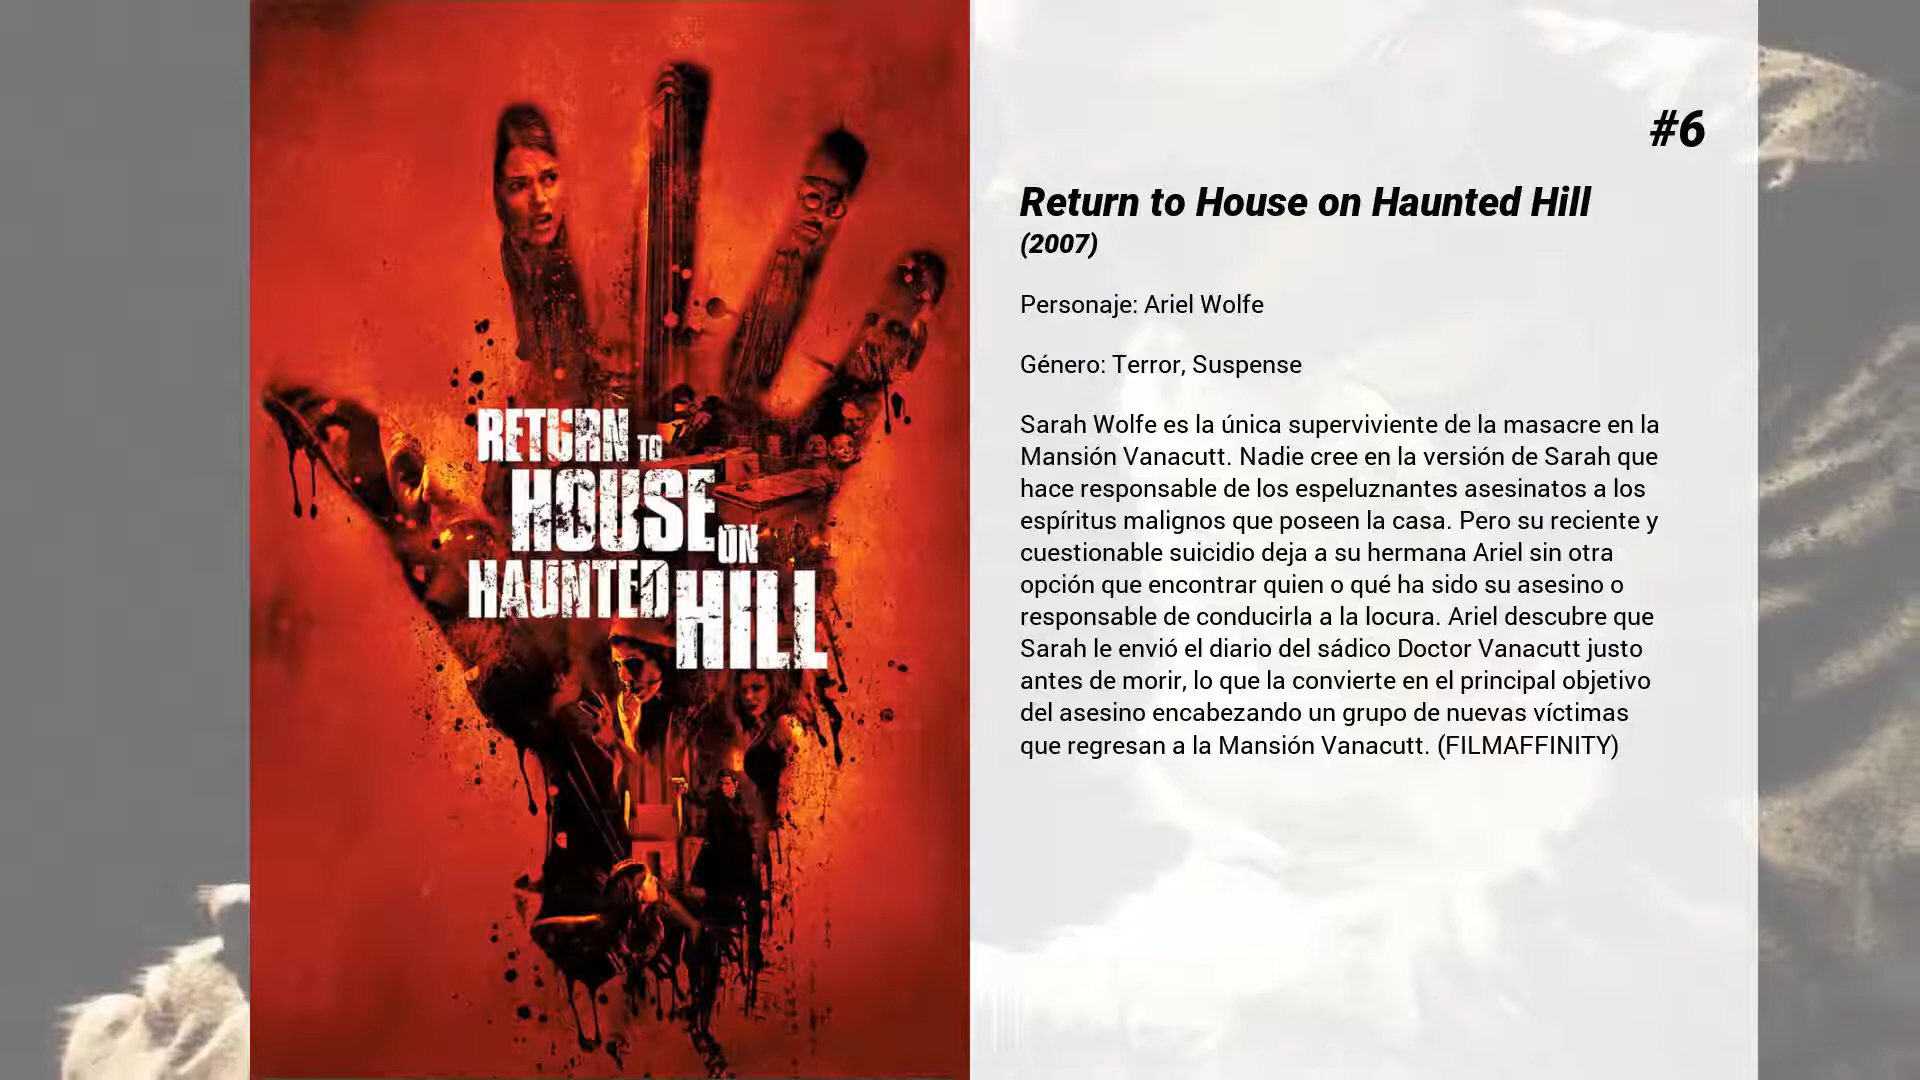 RETURN TO
HOUSE ON
HAUNTED HILL
#6
Return to House on Haunted Hill
(2007)
Personaje: Ariel Wolfe
Género: Terror, Suspense
Sarah Wolfe es la única superviviente de la masacre en la
Mansión Vanacutt. Nadie cree en la versión de Sarah que
hace responsable de los espeluznantes asesinatos a los
espíritus malignos que poseen la casa. Pero su reciente y
cuestionable suicidio deja a su hermana Ariel sin otra
opción que encontrar quien o qué ha sido su asesino o
responsable de conducirla a la locura. Ariel descubre que
Sarah le envió el diario del sádico Doctor Vanacutt justo
antes de morir, lo que la convierte en el principal objetivo
del asesino encabezando un grupo de nuevas víctimas
que regresan a la Mansión Vanacutt. (FILMAFFINITY)